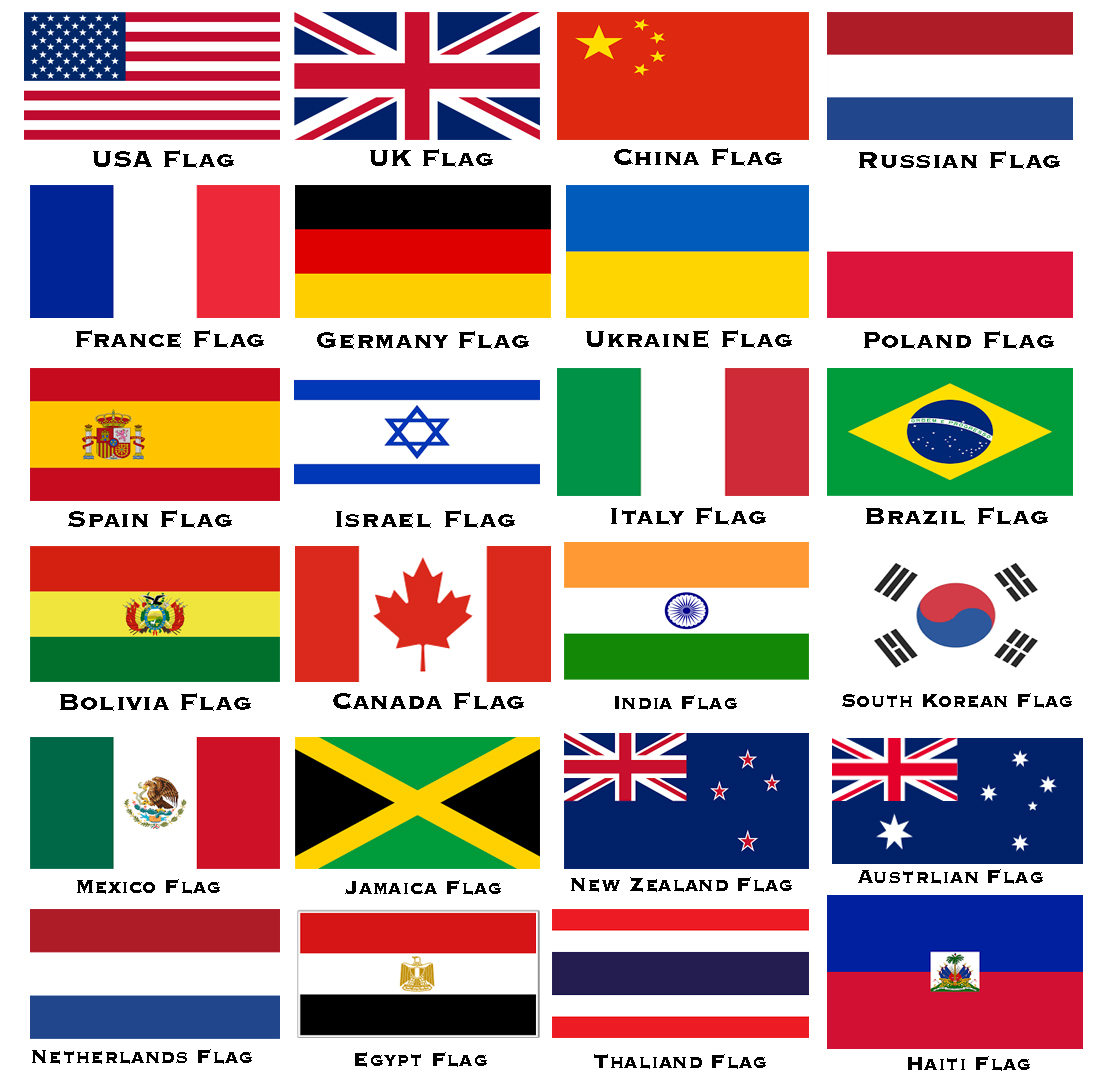 USA Flag
UK Flag
China Flag
Russian Flag
France Flag
Germany Flag
UkrainE Flag
Poland Flag
Spain Flag
Israel Flag
Italy Flag
ORDEM E PROGRESSO
Brazil Flag
Bolivia Flag
Canada Flag
India Flag
South Korean Flag
Mexico Flag
Jamaica Flag
New Zealand Flag
Austrlian Flag
Netherlands Flag
Egypt Flag
Thaliand Flag
Haiti Flag